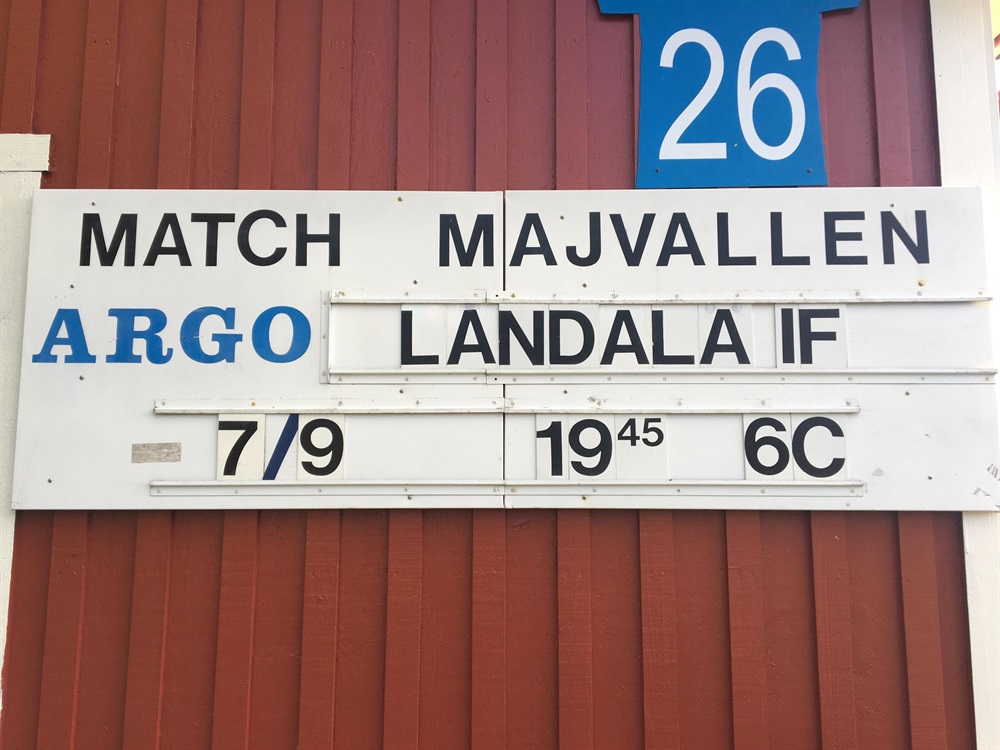 26
MATCH MAJVALLEN
ARGO LANDALA IF
7/9 19 45 6C